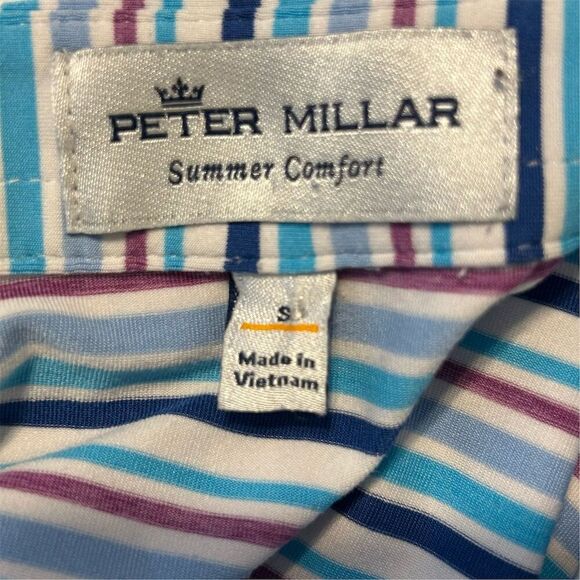 PETER MILLAR
Summer Comfort
S
Made in
Vietnam